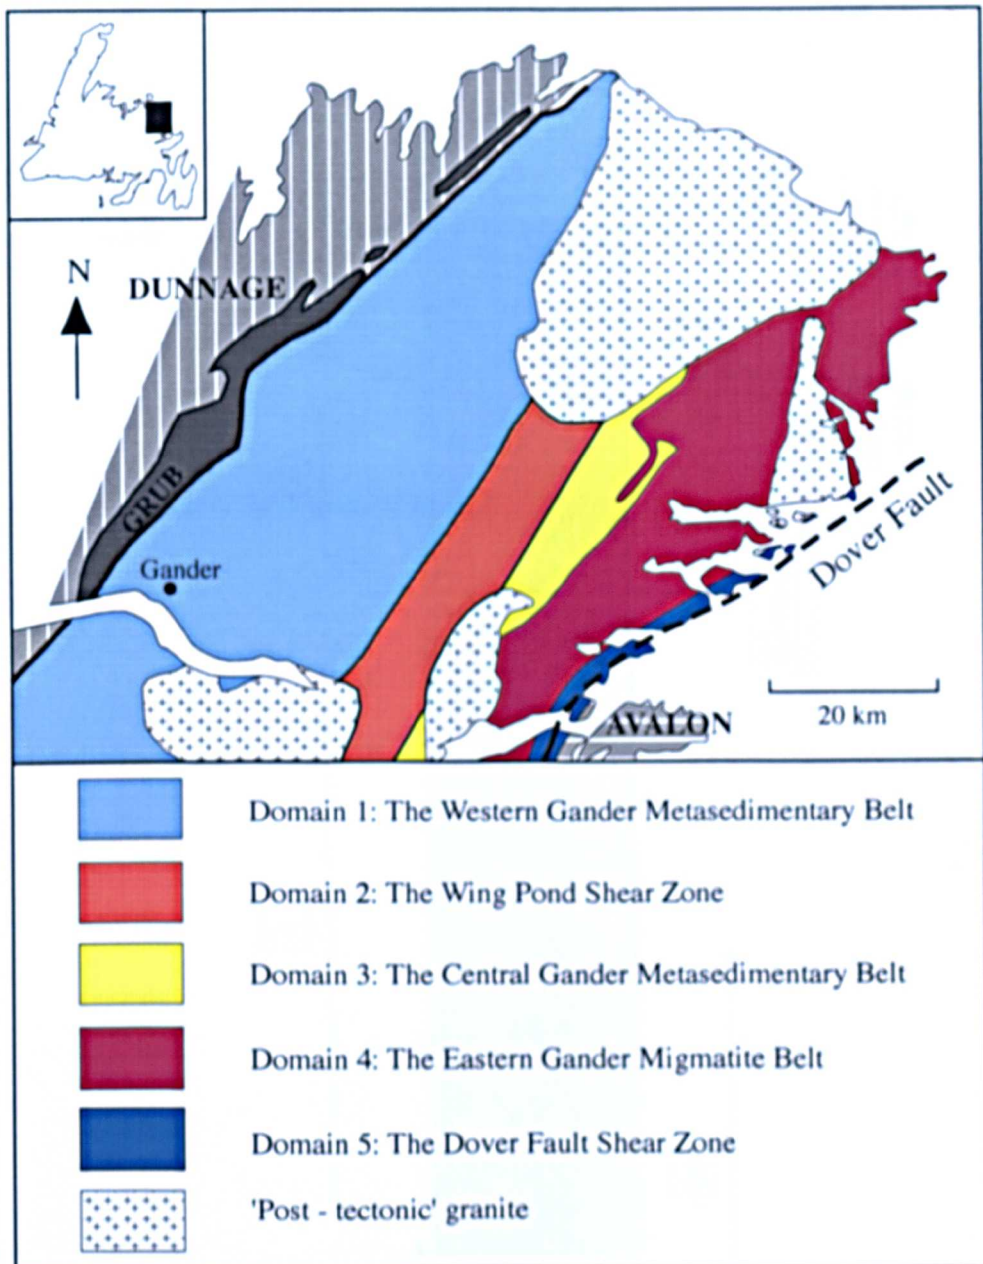 N
DUNNAGE
GRUB
Gander
Dover Fault
AVALON
20 km
Domain 1: The Western Gander Metasedimentary Belt
Domain 2: The Wing Pond Shear Zone
Domain 3: The Central Gander Metasedimentary Belt
Domain 4: The Eastern Gander Migmatite Belt
Domain 5: The Dover Fault Shear Zone
'Post - tectonic' granite